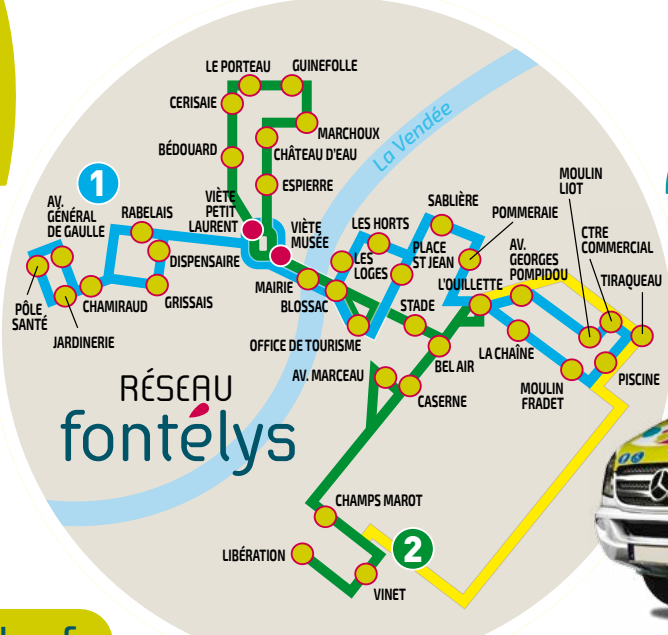 LE PORTEAU
GUINEFOLLE
CERISAIE
MARCHOUX
BÉDOUARD
CHÂTEAU D'EAU
La Vendée
ESPIERRE
1
MOULIN
LIOT
AV.
GÉNÉRAL
DE GAULLE
RABELAIS
VIÈTE
PETIT
LAURENT
VIÈTE
MUSÉE
LES HORTS
SABLIÈRE
POMMERAIE
CTRE
COMMERCIAL
DISPENSAIRE
LES
LOGES
PLACE
ST JEAN
AV.
GEORGES
POMPIDOU
TIRAQUEAU
PÔLE
SANTÉ
CHAMIRAUD
GRISSAIS
MAIRIE
BLOSSAC
L'OUILLETTE
JARDINERIE
OFFICE DE TOURISME
STADE
BEL AIR
LA CHAÎNE
MOULIN
FRADET
PISCINE
RÉSEAU
fontélys
AV. MARCEAU
CASERNE
CHAMPS MAROT
LIBÉRATION
2
VINET